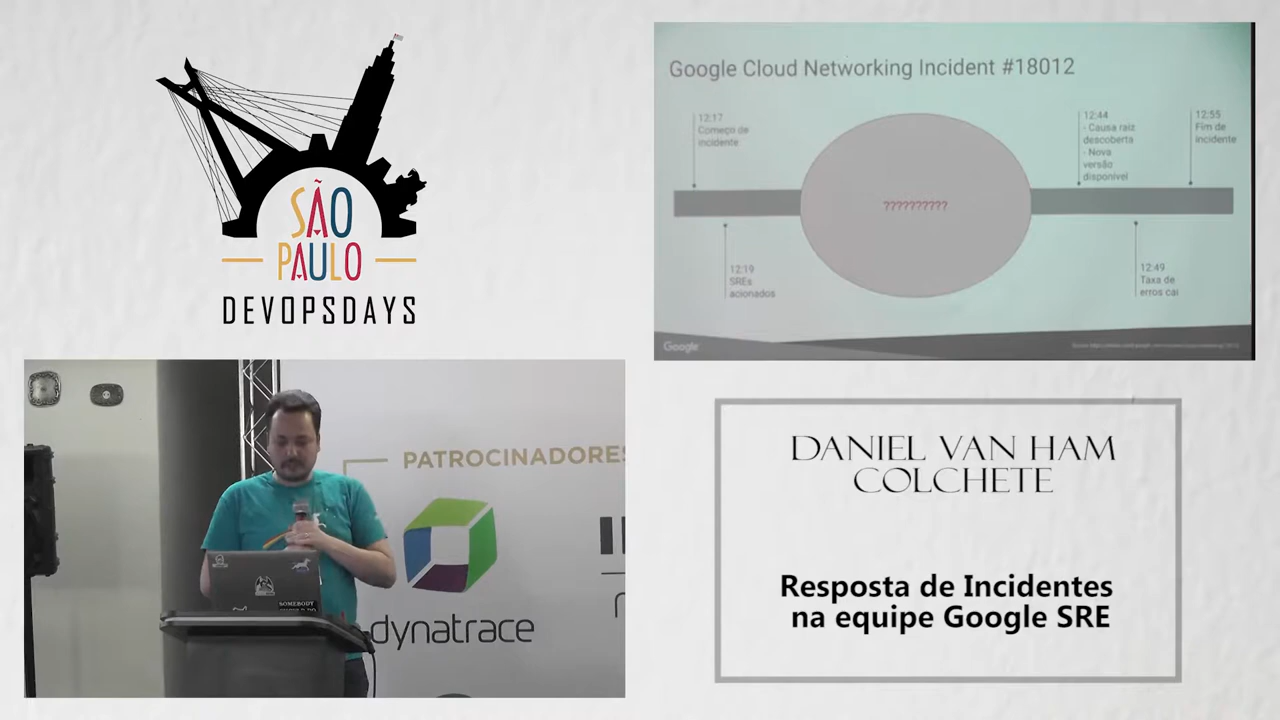 SÃO
PAULO
DEVOPSDAYS
Google Cloud Networking Incident #18012
12:17
Começo de
incidente
12:44
- Causa raiz
descoberta
- Nova
versão
disponível
12:55
Fim de
incidente
??????????
12:19
SREs
acionados
12:49
Taxa de
erros cai
Google
PATROCINADORES
dynatrace
SOMEBODY
DANIEL VAN HAM
COLCHETE
Resposta de Incidentes
na equipe Google SRE